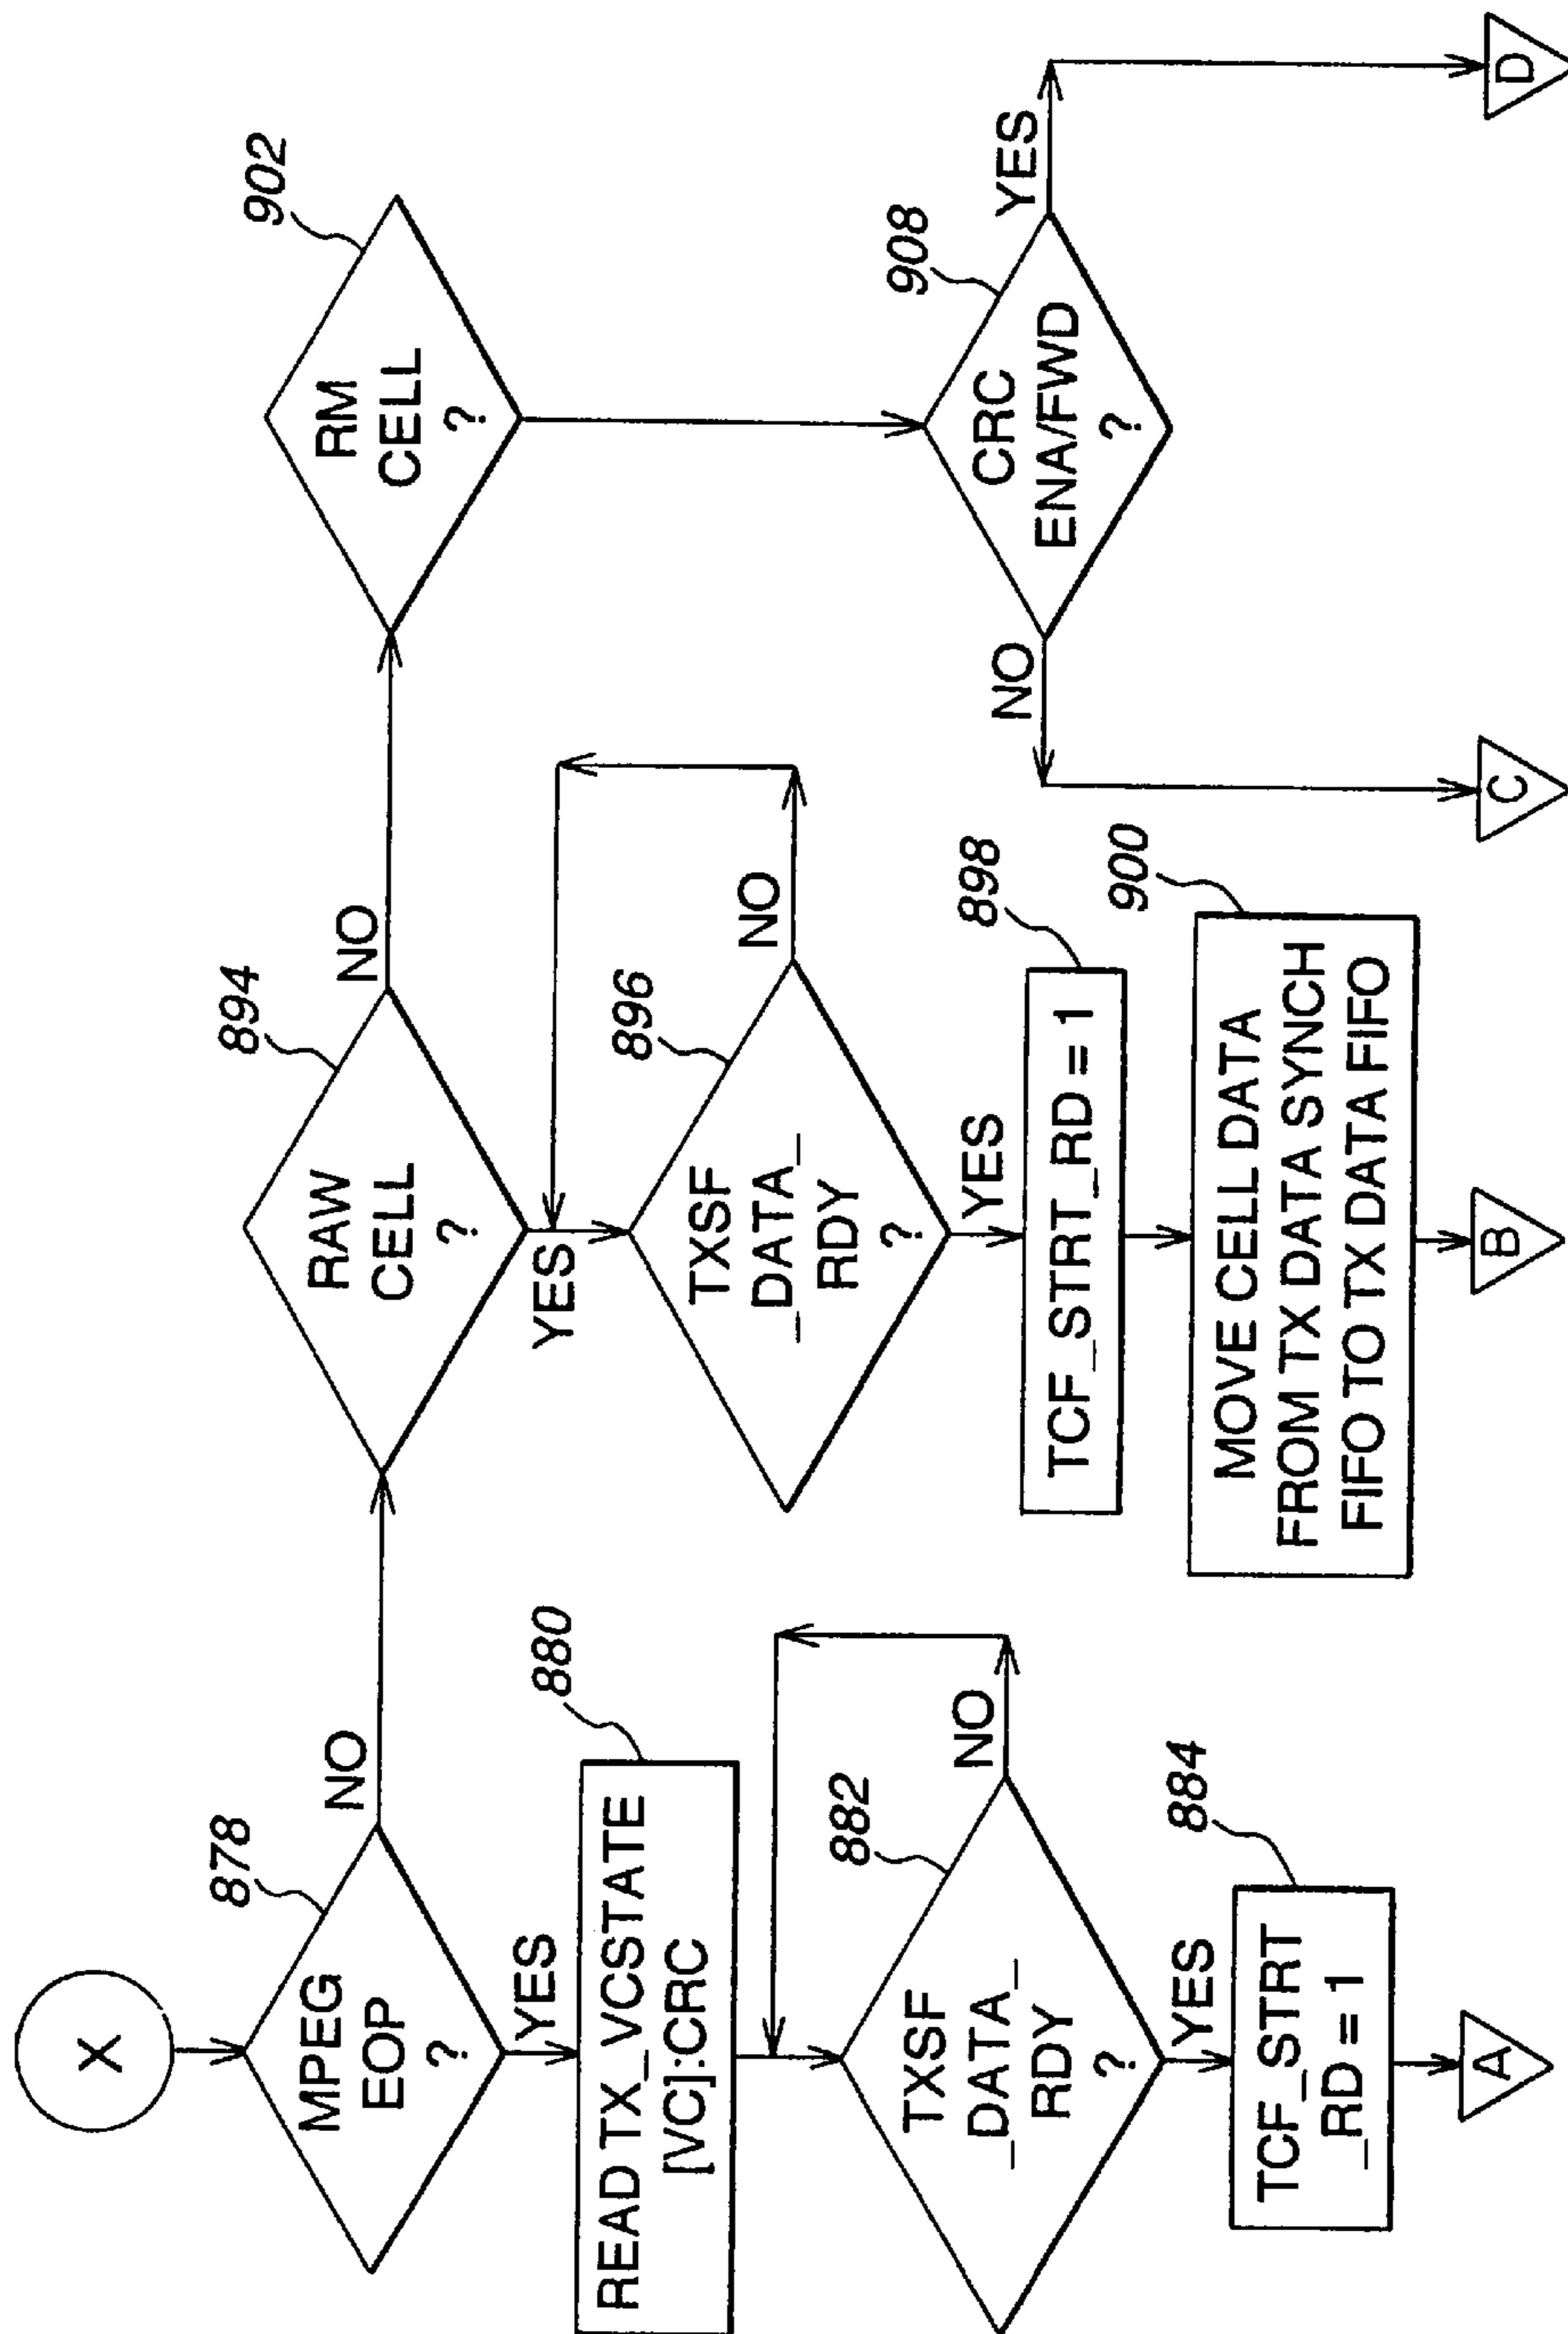 X
878
MPEG
EOP
?
NO
YES
880
READ TX_VCSTATE
[VC]:CRC
882
TXSF
_DATA_
RDY
?
NO
YES
884
TCF_STRT
_RD = 1
A
894
RAW
CELL
?
NO
YES
896
TXSF
_DATA_
RDY
?
NO
YES
898
TCF_STRT_RD = 1
900
MOVE CELL DATA
FROM TX DATA SYNCH
FIFO TO TX DATA FIFO
B
902
RM
CELL
?
908
CRC
ENA/FWD
?
NO
YES
C
D